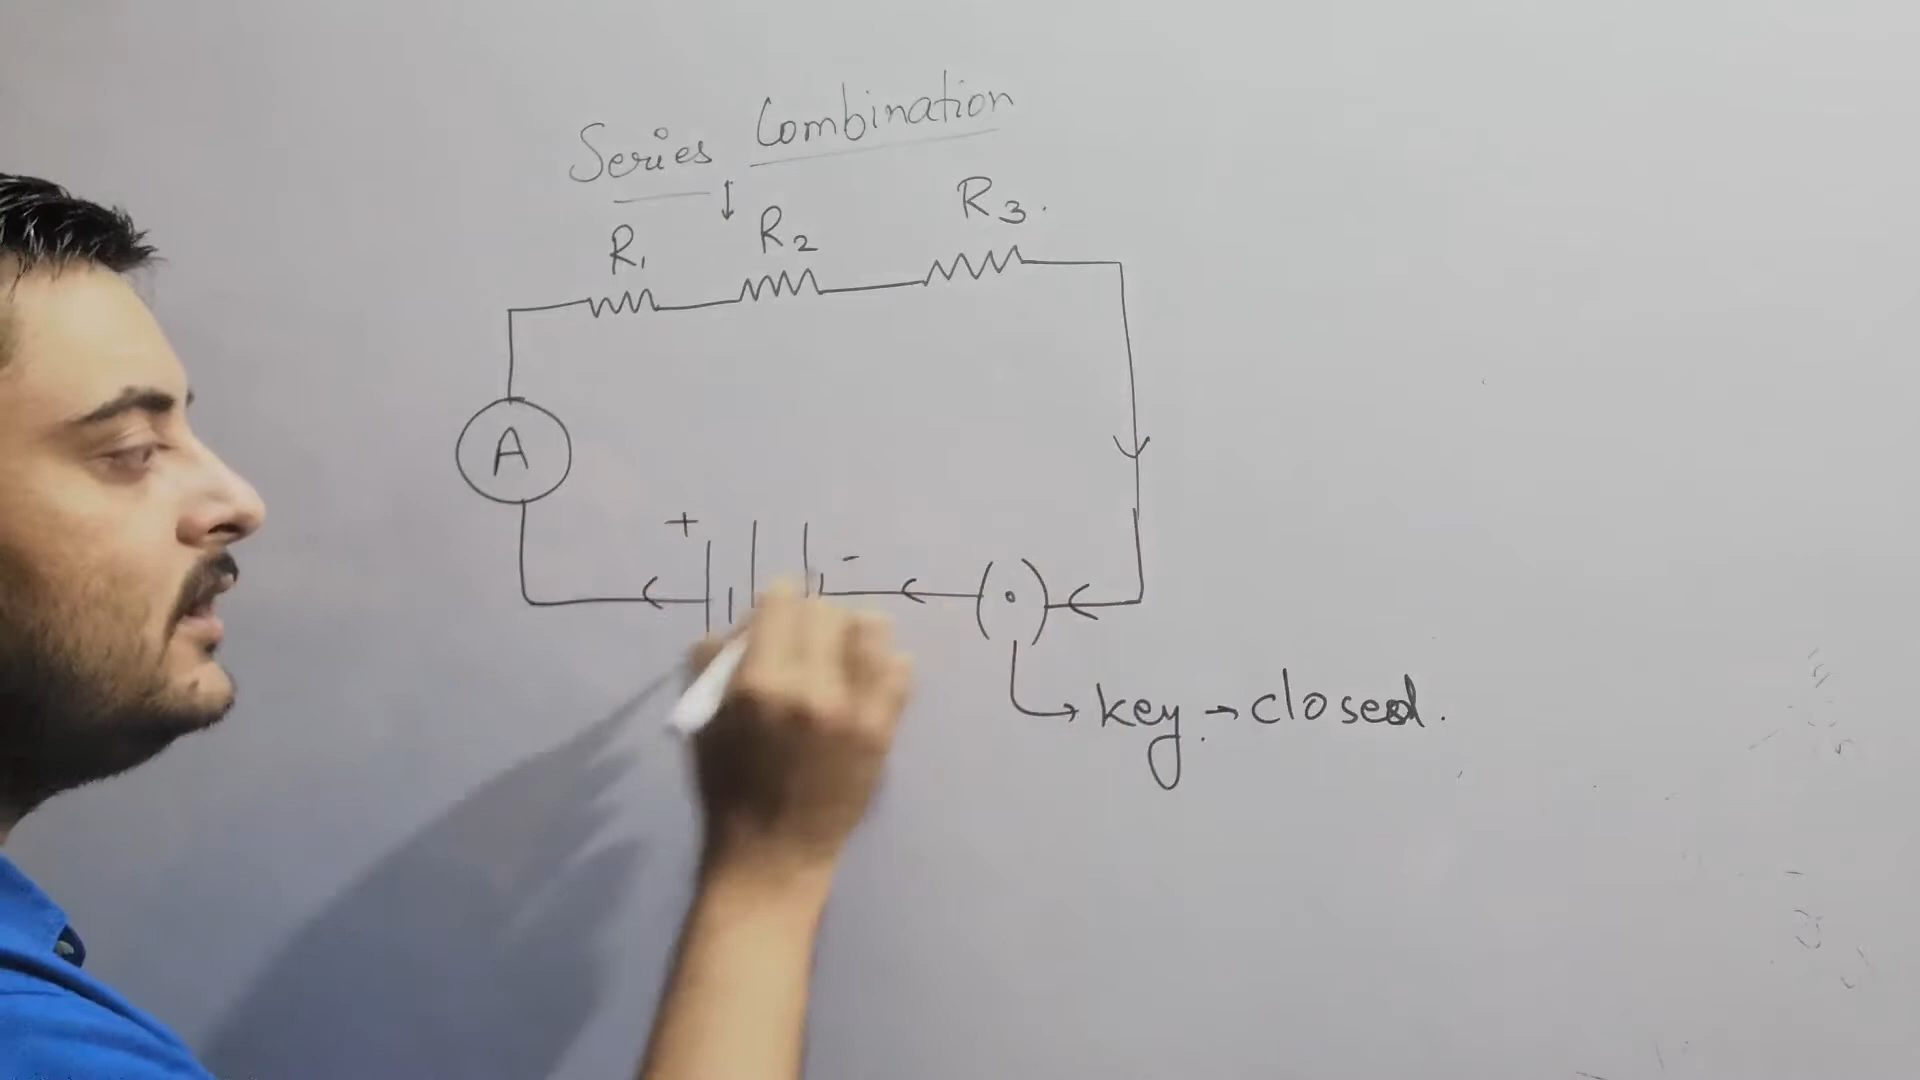 Series Combination
R1 R2 R3.
A
+ -
key → closed.